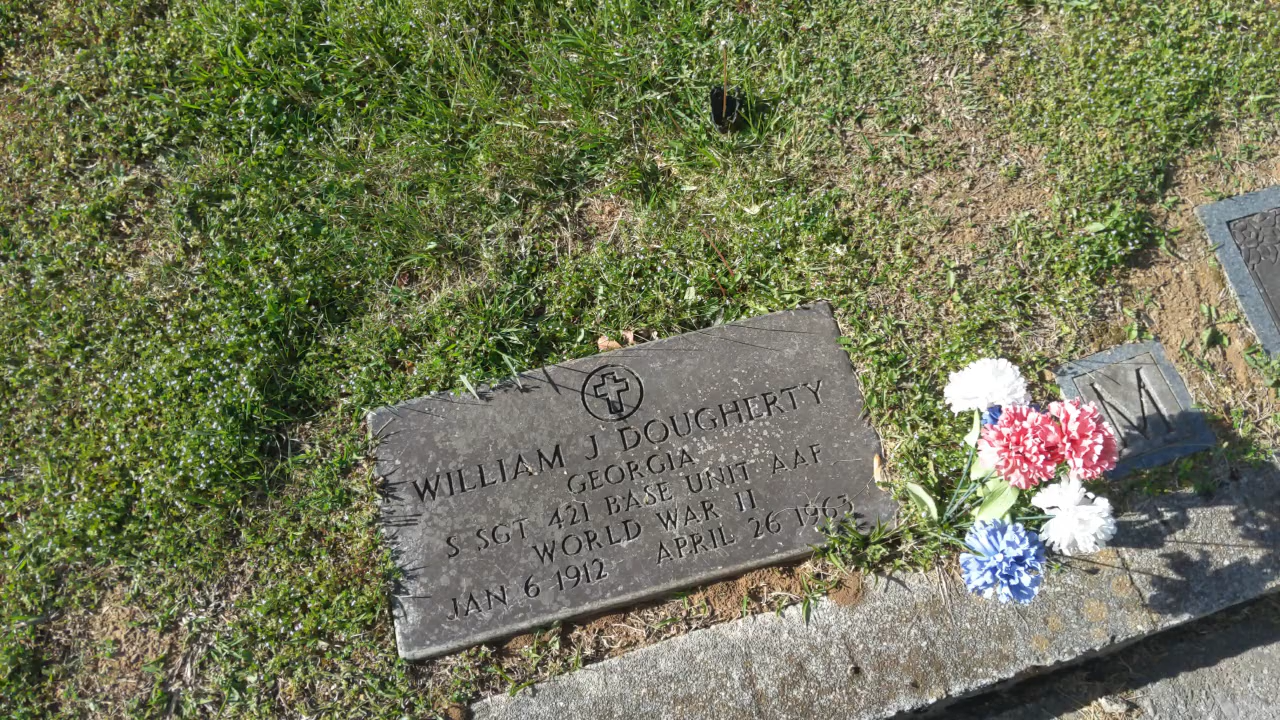 WILLIAM J DOUGHERTY
GEORGIA
S SGT 421 BASE UNIT AAF
WORLD WAR II
JAN 6 1912 APRIL 26 1963
M